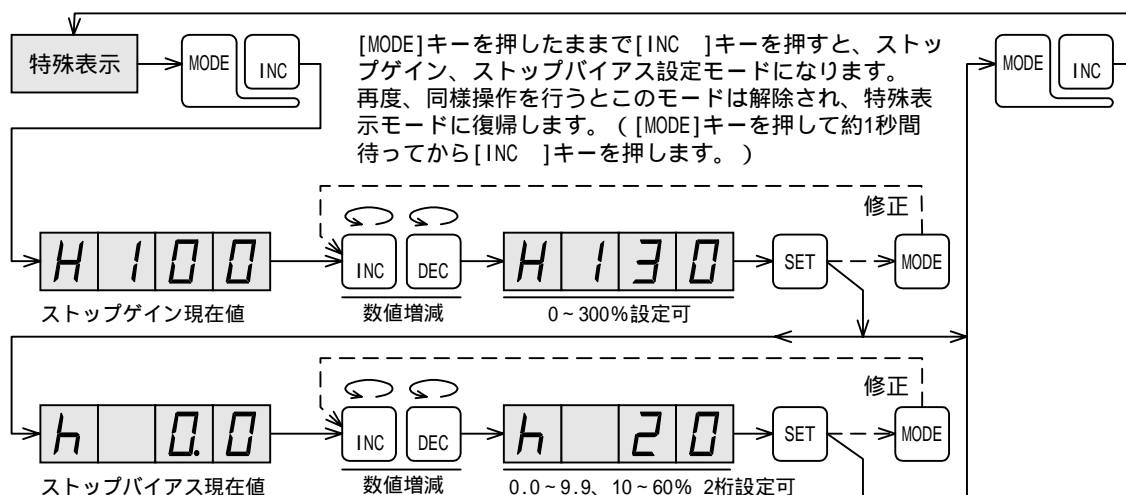 特殊表示
MODE
INC
[MODE]キーを押したままで[INC　]キーを押すと、ストッ
プゲイン、ストップバイアス設定モードになります。
再度、同様操作を行うとこのモードは解除され、特殊表
示モードに復帰します。（[MODE]キーを押して約1秒間
待ってから[INC　]キーを押します。）
MODE
INC
修正
H 100
INC
DEC
H 130
SET
MODE
ストップゲイン現在値
数値増減
0~300%設定可
修正
h 0.0
INC
DEC
h 20
SET
MODE
ストップバイアス現在値
数値増減
0.0~9.9、10~60% 2桁設定可